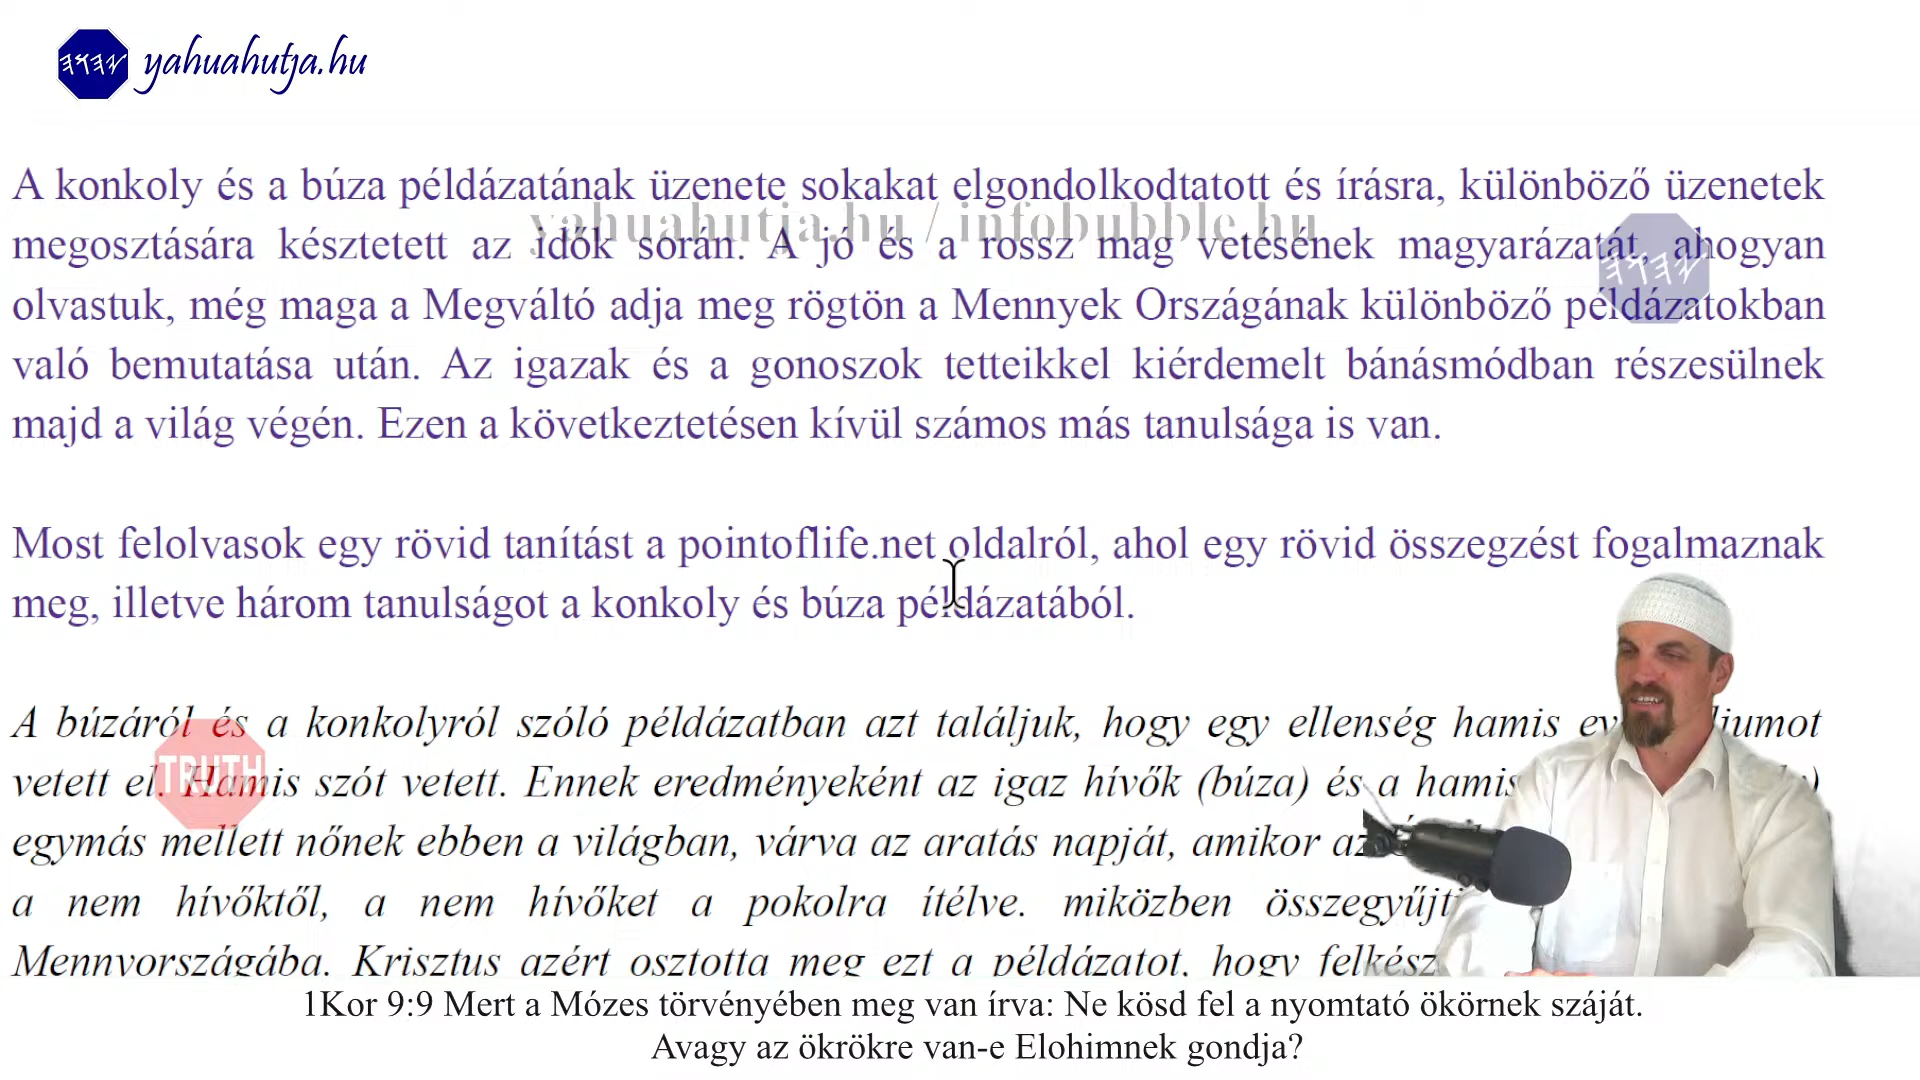 yahuahutja.hu
A konkoly és a búza példázatának üzenete sokakat elgondolkodtatott és írásra, különböző üzenetek
yahuahutja.hu / infobubble.hu
megosztására késztetett az idők során. A jó és a rossz mag vetésének magyarázatát, ahogyan
olvastuk, még maga a Megváltó adja meg rögtön a Mennyek Országának különböző példázatokban
való bemutatása után. Az igazak és a gonoszok tetteikkel kiérdemelt bánásmódban részesülnek
majd a világ végén. Ezen a következtetésen kívül számos más tanulsága is van.
Most felolvasok egy rövid tanítást a pointoflife.net oldalról, ahol egy rövid összegzést fogalmaznak
meg, illetve három tanulságot a konkoly és búza példázatából.
A búzáról és a konkolyról szóló példázatban azt találjuk, hogy egy ellenség hamis
TRUTH
vetett el. Hamis szót vetett. Ennek eredményeként az igaz hívők (búza) és a hamis
egymás mellett nőnek ebben a világban, várva az aratás napját, amikor
a nem hívőktől, a nem hívőket a pokolra ítélve. miközben
Mennyországába. Krisztus azért osztotta meg ezt a példázatot, hogy
1Kor 9:9 Mert a Mózes törvényében meg van írva: Ne kösd fel a nyomtató ökörnek száját.
Avagy az ökrökre van-e Elohimnek gondja?